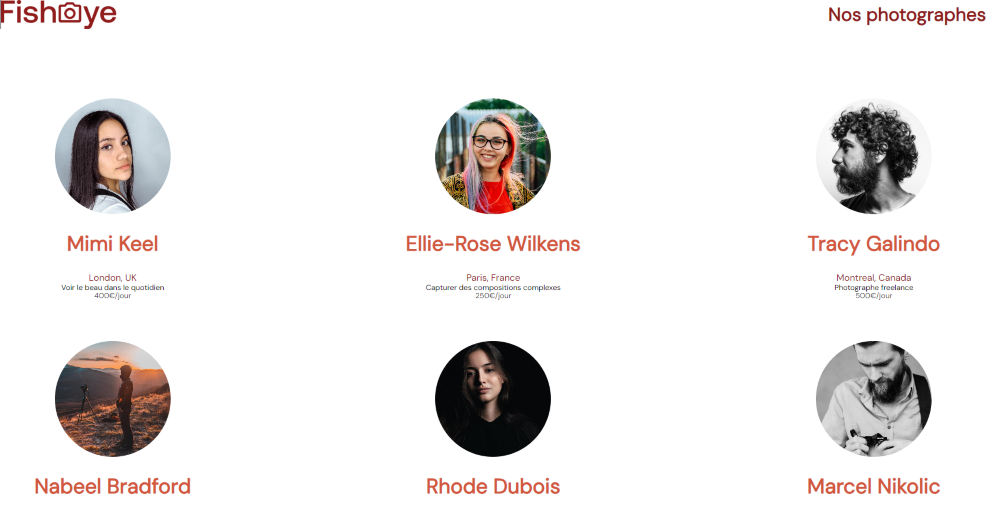 FishEye
Nos photographes
Mimi Keel
London, UK
Voir le beau dans le quotidien
400€/jour
Ellie-Rose Wilkens
Paris, France
Capturer des compositions complexes
250€/jour
Tracy Galindo
Montreal, Canada
Photographe freelance
500€/jour
Nabeel Bradford
Rhode Dubois
Marcel Nikolic